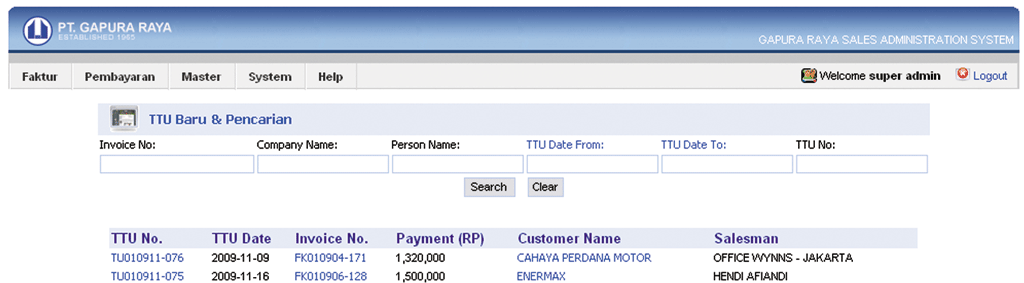 PT. GAPURA RAYA
ESTABLISHED 1965
GAPURA RAYA SALES ADMINISTRATION SYSTEM
Faktur Pembayaran Master System Help Welcome super admin Logout
TTU Baru & Pencarian
Invoice No: Company Name: Person Name: TTU Date From: TTU Date To: TTU No:
Search Clear
TTU No. TTU Date Invoice No. Payment (RP) Customer Name Salesman
TU010911-076 2009-11-09 FK010904-171 1,320,000 CAHAYA PERDANA MOTOR OFFICE WYNNS - JAKARTA
TU010911-075 2009-11-16 FK010906-128 1,500,000 ENERMAX HENDI AFIANDI